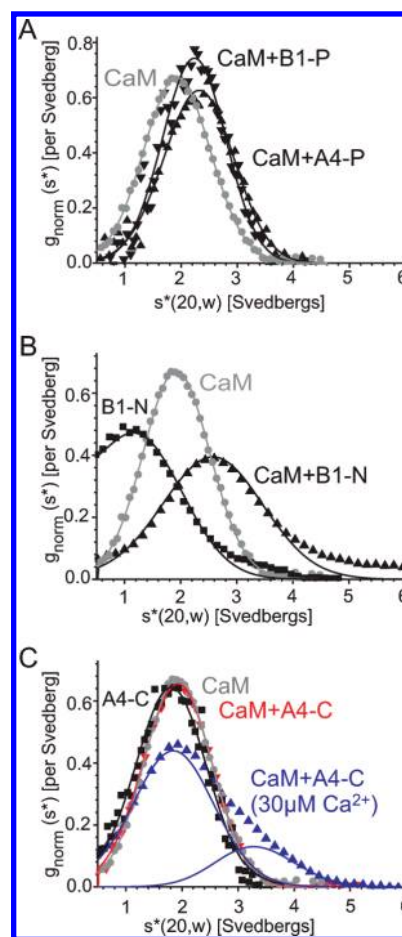 A
g_norm (s*) [per Svedberg]
0.8
0.6
0.4
0.2
0.0
CaM
CaM+B1-P
CaM+A4-P
1 2 3 4 5 6
s*(20,w) [Svedbergs]
B
g_norm (s*) [per Svedberg]
0.8
0.4
0.0
B1-N
CaM
CaM+B1-N
1 2 3 4 5 6
s*(20,w) [Svedbergs]
C
g_norm (s*) [per Svedberg]
0.8
0.6
0.4
0.2
0.0
A4-C
CaM
CaM+A4-C
CaM+A4-C
(30µM Ca²⁺)
1 2 3 4 5 6
s*(20,w) [Svedbergs]